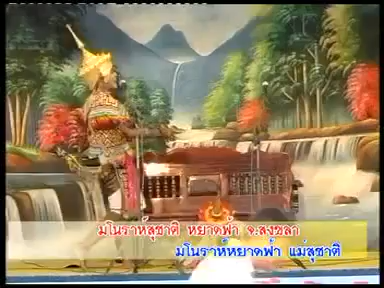 มโนราห์สุชาติ หยาดฟ้า จ.สงขลา
มโนราห์หยาดฟ้า แม่สุชาติ